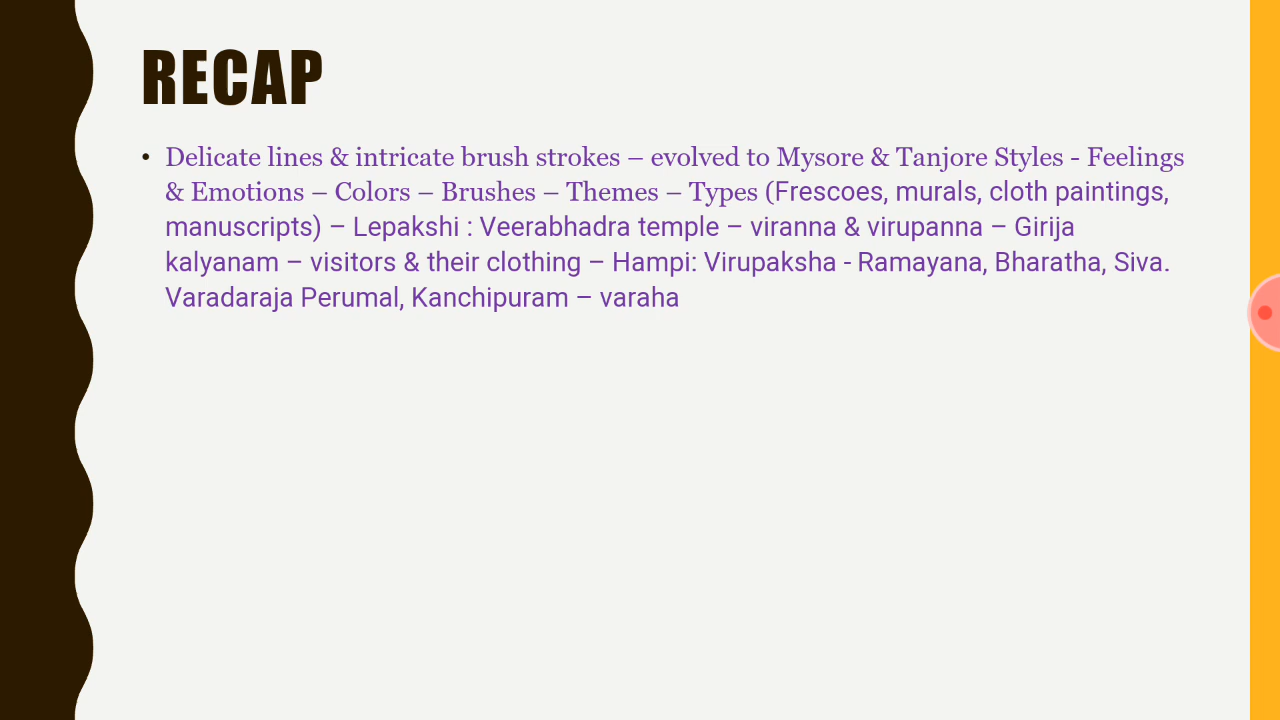 RECAP
• Delicate lines & intricate brush strokes – evolved to Mysore & Tanjore Styles - Feelings
& Emotions – Colors – Brushes – Themes – Types (Frescoes, murals, cloth paintings,
manuscripts) – Lepakshi : Veerabhadra temple – viranna & virupanna – Girija
kalyanam – visitors & their clothing – Hampi: Virupaksha - Ramayana, Bharatha, Siva.
Varadaraja Perumal, Kanchipuram – varaha